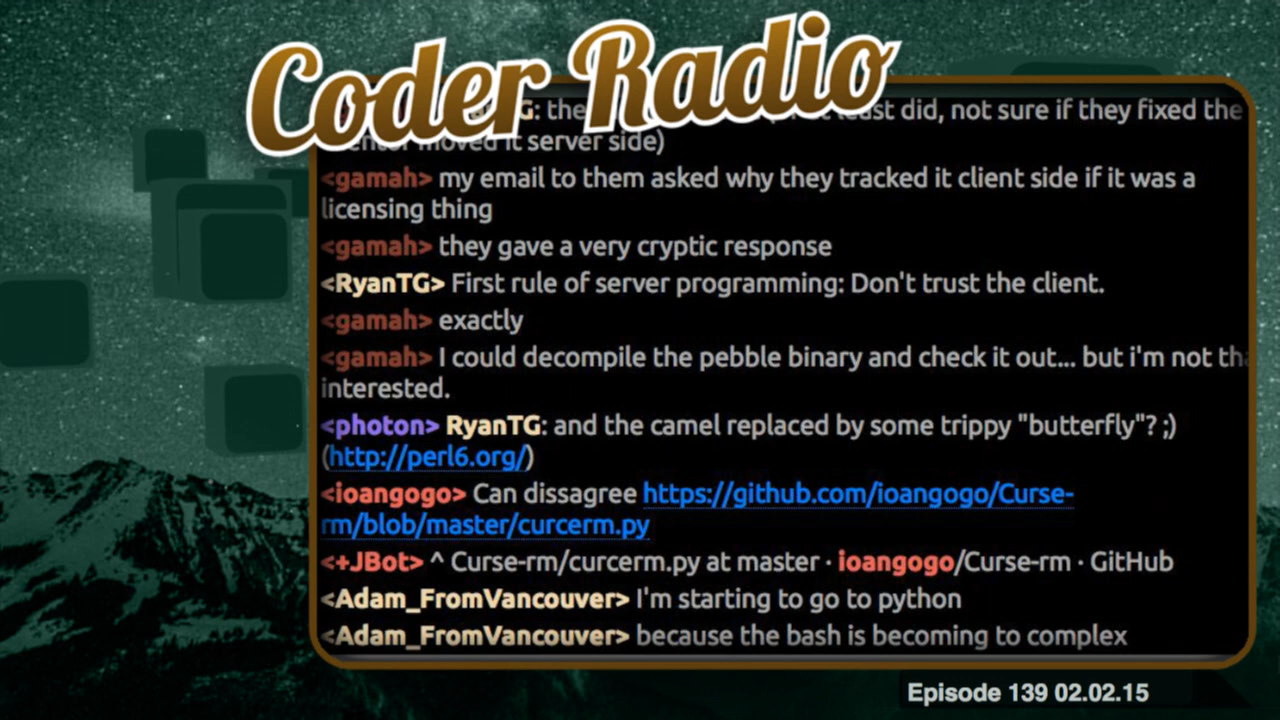 Coder Radio
G: the ast did, not sure if they fixed the
moved it server side)
<gamah> my email to them asked why they tracked it client side if it was a
licensing thing
<gamah> they gave a very cryptic response
<RyanTG> First rule of server programming: Don't trust the client.
<gamah> exactly
<gamah> I could decompile the pebble binary and check it out... but i'm not tha
interested.
<photon> RyanTG: and the camel replaced by some trippy "butterfly"? ;)
(http://perl6.org/)
<ioangogo> Can dissagree https://github.com/ioangogo/Curse-
rm/blob/master/curcerm.py
<+JBot> ^ Curse-rm/curcerm.py at master · ioangogo/Curse-rm · GitHub
<Adam_FromVancouver> I'm starting to go to python
<Adam_FromVancouver> because the bash is becoming to complex
Episode 139 02.02.15